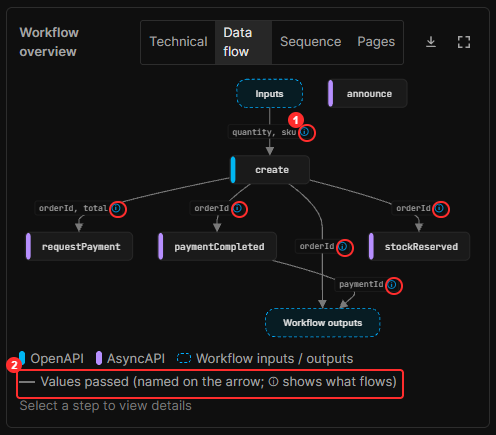 Workflow
overview
Technical
Data
flow
Sequence
Pages
Inputs
announce
1
quantity, sku
create
orderId, total
orderId
orderId
requestPayment
paymentCompleted
orderId
stockReserved
paymentId
Workflow outputs
2
OpenAPI
AsyncAPI
Workflow inputs / outputs
Values passed (named on the arrow; ⓘ shows what flows)
Select a step to view details